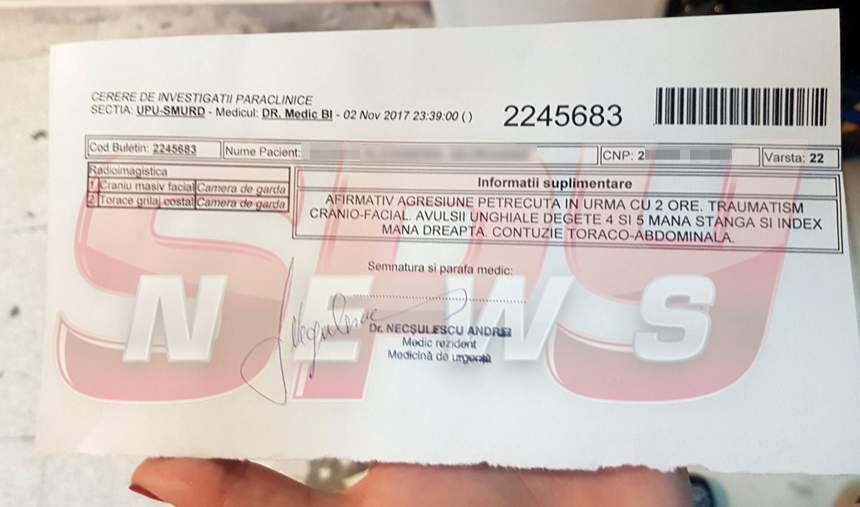 CERERE DE INVESTIGATII PARACLINICE
SECTIA: UPU-SMURD - Medicul: DR. Medic BI - 02 Nov 2017 23:39:00 ( )
2245683
Cod Buletin: 2245683 Nume Pacient: CNP: 2 Varsta: 22
Radioimagistica
1 Craniu masiv facial Camera de garda
2 Torace grilaj costal Camera de garda
Informatii suplimentare
AFIRMATIV AGRESIUNE PETRECUTA IN URMA CU 2 ORE. TRAUMATISM
CRANIO-FACIAL. AVULSII UNGHIALE DEGETE 4 SI 5 MANA STANGA SI INDEX
MANA DREAPTA. CONTUZIE TORACO-ABDOMINALA.
Semnatura si parafa medic:
Dr. NECȘULESCU ANDREI
Medic rezident
Medicină de urgență
SPY
NEWS